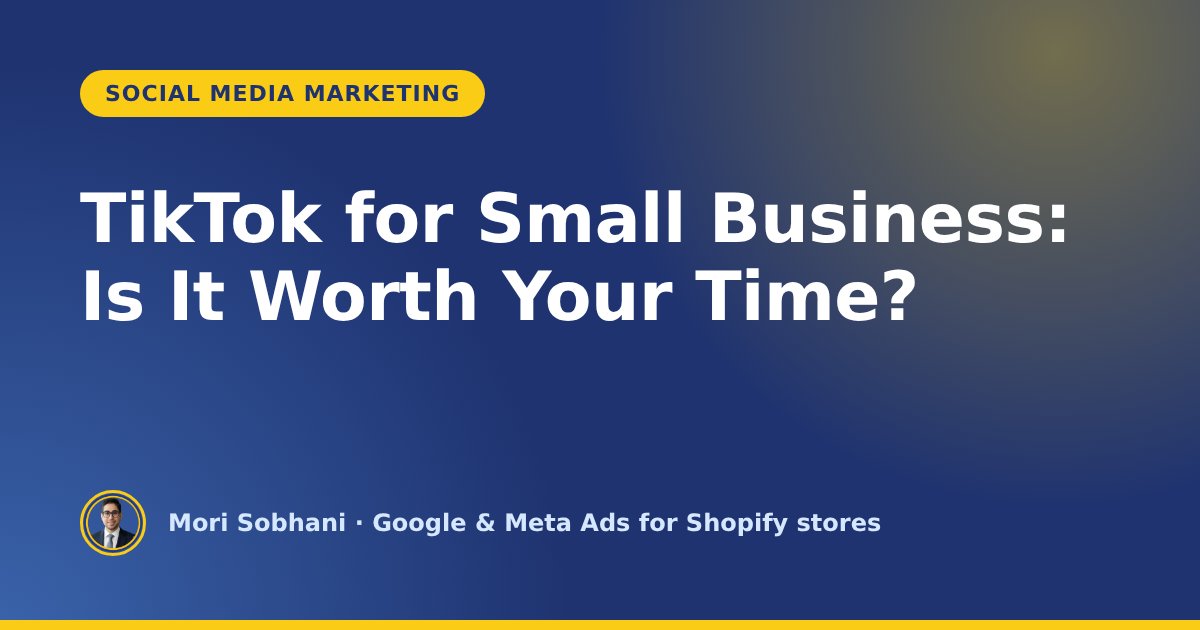 SOCIAL MEDIA MARKETING
TikTok for Small Business:
Is It Worth Your Time?
Mori Sobhani · Google & Meta Ads for Shopify stores